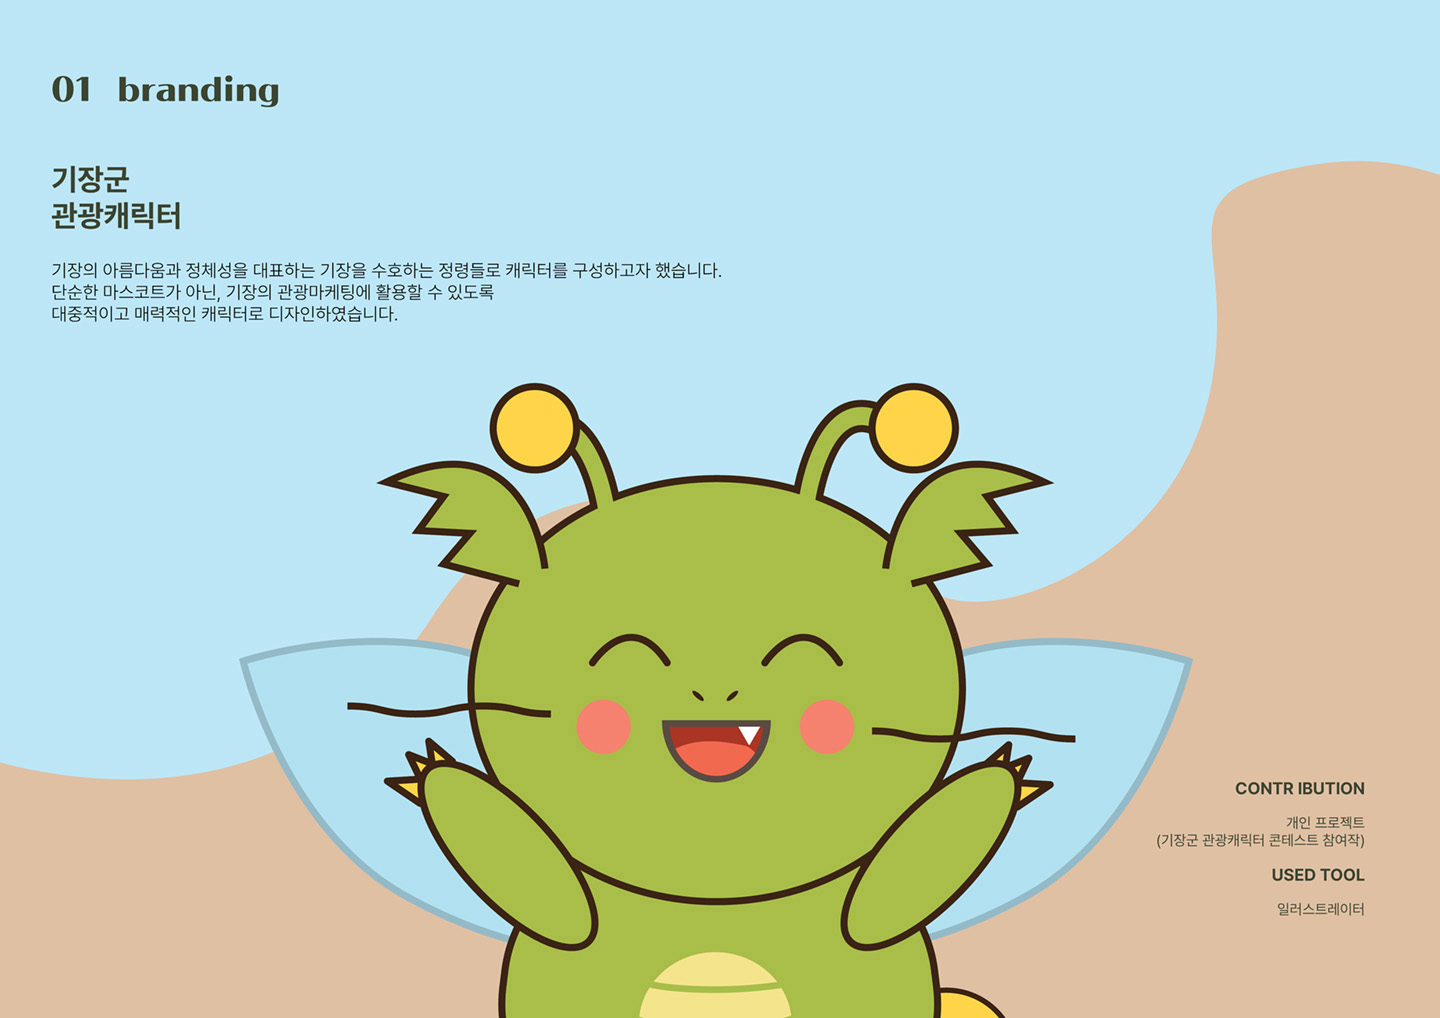 01 branding
기장군
관광캐릭터
기장의 아름다움과 정체성을 대표하는 기장을 수호하는 정령들로 캐릭터를 구성하고자 했습니다.
단순한 마스코트가 아닌, 기장의 관광마케팅에 활용할 수 있도록
대중적이고 매력적인 캐릭터로 디자인하였습니다.
CONTR IBUTION
개인 프로젝트
(기장군 관광캐릭터 콘테스트 참여작)
USED TOOL
일러스트레이터